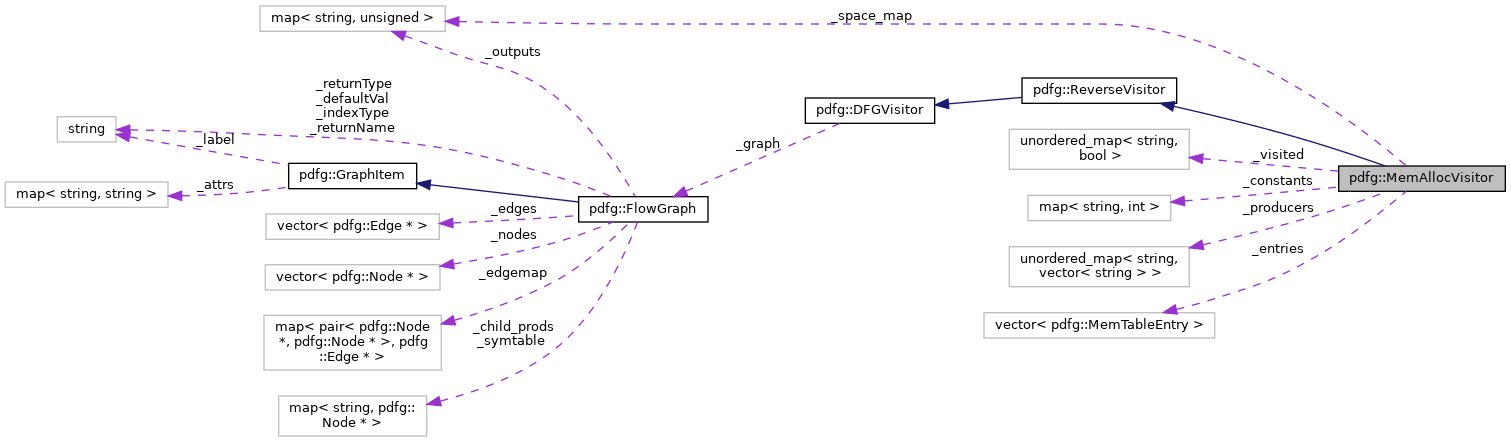 map< string, unsigned >
_space_map
_outputs
_returnType
_defaultVal
_indexType
_returnName
string
_label
pdfg::GraphItem
map< string, string >
_attrs
pdfg::DFGVisitor
pdfg::ReverseVisitor
_graph
pdfg::FlowGraph
unordered_map< string,
bool >
_visited
pdfg::MemAllocVisitor
_constants
map< string, int >
_producers
unordered_map< string,
vector< string > >
_entries
vector< pdfg::MemTableEntry >
_edges
vector< pdfg::Edge * >
_nodes
vector< pdfg::Node * >
_edgemap
map< pair< pdfg::Node
*, pdfg::Node * >, pdfg
::Edge * >
_child_prods
_symtable
map< string, pdfg::
Node * >